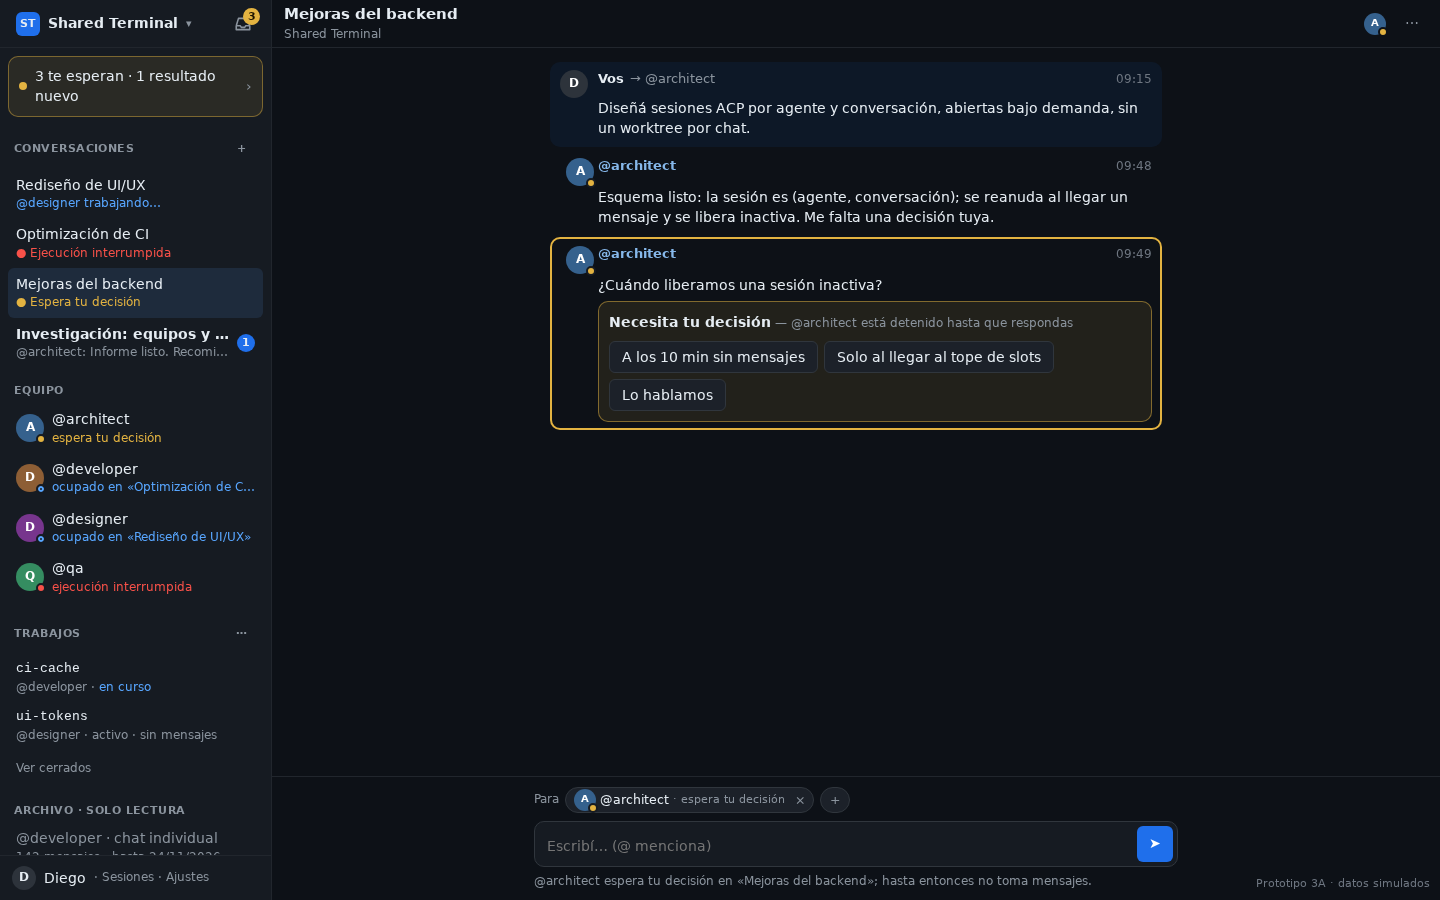 ST Shared Terminal ▾ 3
3 te esperan · 1 resultado
nuevo ›
CONVERSACIONES +
Rediseño de UI/UX
@designer trabajando…
Optimización de CI
Ejecución interrumpida
Mejoras del backend
Espera tu decisión
Investigación: equipos y …
@architect: Informe listo. Recomi… 1
EQUIPO
A @architect
espera tu decisión
D @developer
ocupado en «Optimización de C…
D @designer
ocupado en «Rediseño de UI/UX»
Q @qa
ejecución interrumpida
TRABAJOS ···
ci-cache
@developer · en curso
ui-tokens
@designer · activo · sin mensajes
Ver cerrados
ARCHIVO · SOLO LECTURA
@developer · chat individual
D Diego · Sesiones · Ajustes
Mejoras del backend
Shared Terminal
A ···
D Vos → @architect 09:15
Diseñá sesiones ACP por agente y conversación, abiertas bajo demanda, sin
un worktree por chat.
A @architect 09:48
Esquema listo: la sesión es (agente, conversación); se reanuda al llegar un
mensaje y se libera inactiva. Me falta una decisión tuya.
A @architect 09:49
¿Cuándo liberamos una sesión inactiva?
Necesita tu decisión — @architect está detenido hasta que respondas
A los 10 min sin mensajes
Solo al llegar al tope de slots
Lo hablamos
Para A @architect · espera tu decisión × +
Escribí… (@ menciona) ➤
@architect espera tu decisión en «Mejoras del backend»; hasta entonces no toma mensajes.
Prototipo 3A · datos simulados